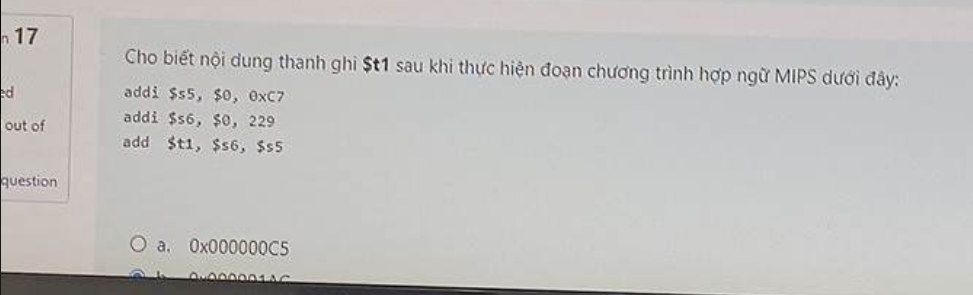 17
Cho biết nội dung thanh ghi $t1 sau khi thực hiện đoạn chương trình hợp ngữ MIPS dưới đây:
ed
addi $s5, $0, 0xC7
addi $s6, $0, 229
out of
add $t1, $s6, $s5
question
a. 0x000000C5